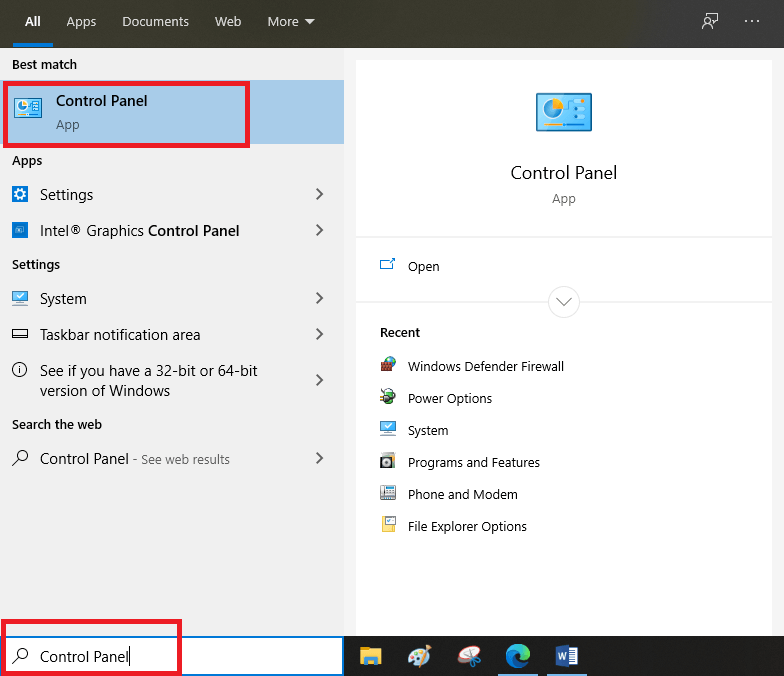 All Apps Documents Web More
Best match
Control Panel
App
Apps
Settings
Intel® Graphics Control Panel
Settings
System
Taskbar notification area
See if you have a 32-bit or 64-bit
version of Windows
Search the web
Control Panel - See web results
Control Panel
App
Open
Recent
Windows Defender Firewall
Power Options
System
Programs and Features
Phone and Modem
File Explorer Options
Control Panel
W